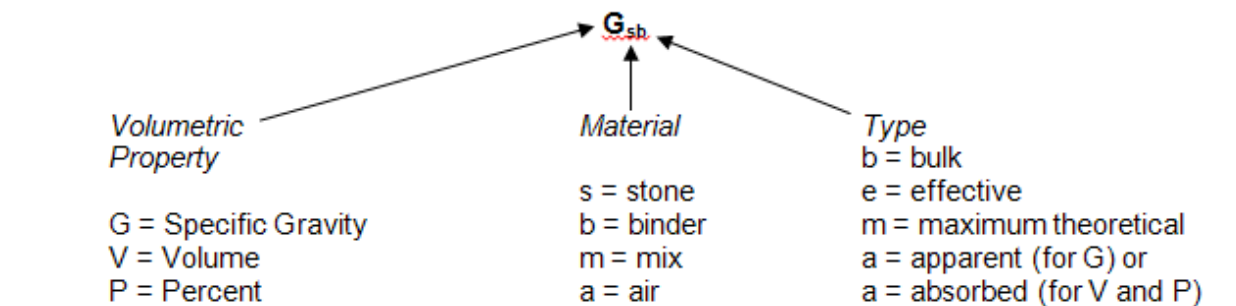 Gsb
Volumetric
Property
G = Specific Gravity
V = Volume
P = Percent
Material
s = stone
b = binder
m = mix
a = air
Type
b = bulk
e = effective
m = maximum theoretical
a = apparent (for G) or
a = absorbed (for V and P)